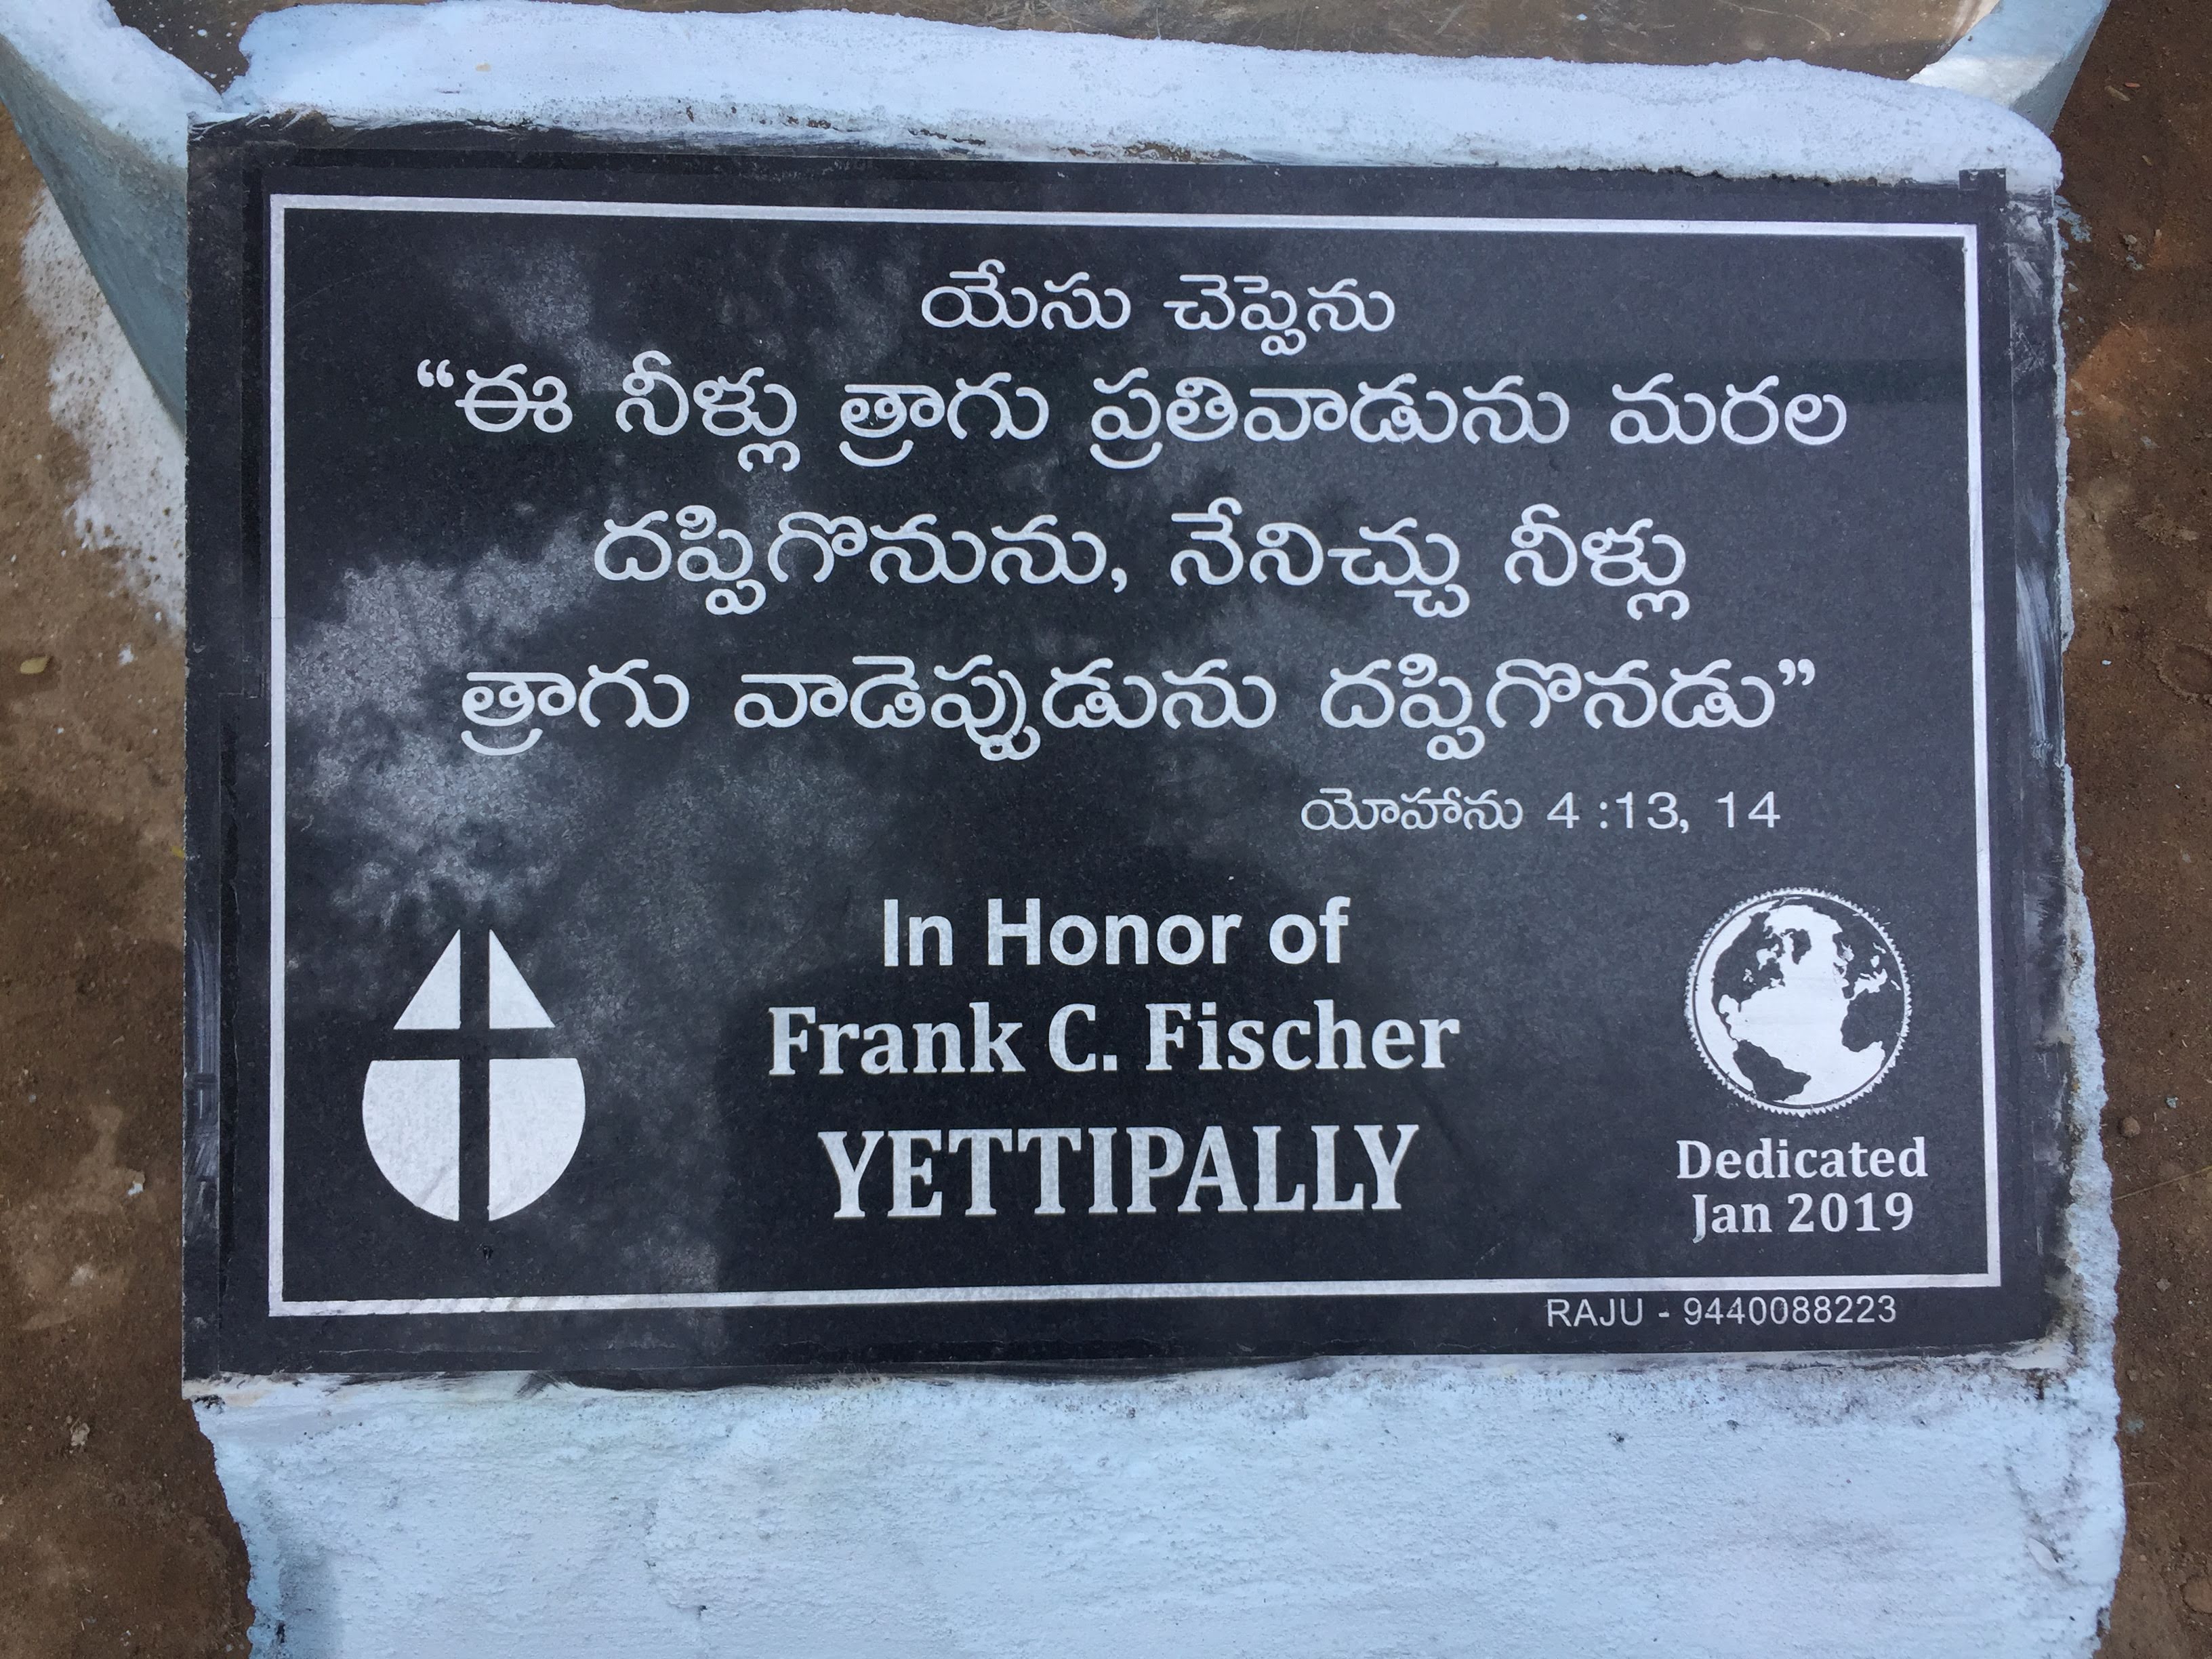 యేసు చెప్పెను
“ఈ నీళ్లు త్రాగు ప్రతివాడును మరల
దప్పిగొనును, నేనిచ్చు నీళ్లు
త్రాగు వాడెప్పుడును దప్పిగొనడు”
యోహాను 4 :13, 14
In Honor of
Frank C. Fischer
YETTIPALLY
Dedicated
Jan 2019
RAJU - 9440088223